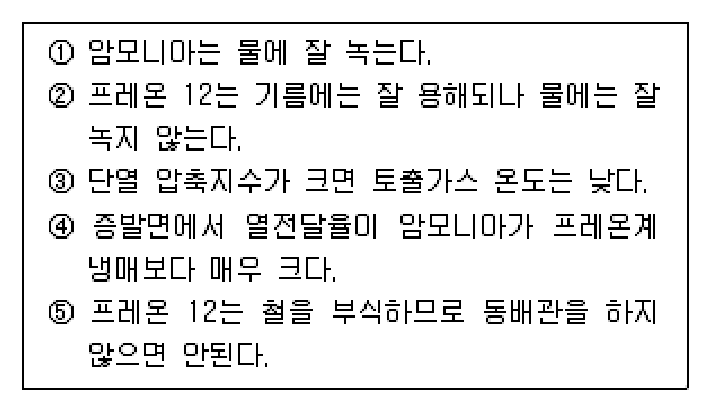 ① 암모니아는 물에 잘 녹는다.
② 프레온 12는 기름에는 잘 용해되나 물에는 잘
녹지 않는다.
③ 단열 압축지수가 크면 토출가스 온도는 낮다.
④ 증발면에서 열전달율이 암모니아가 프레온계
냉매보다 매우 크다.
⑤ 프레온 12는 철을 부식하므로 동배관을 하지
않으면 안된다.